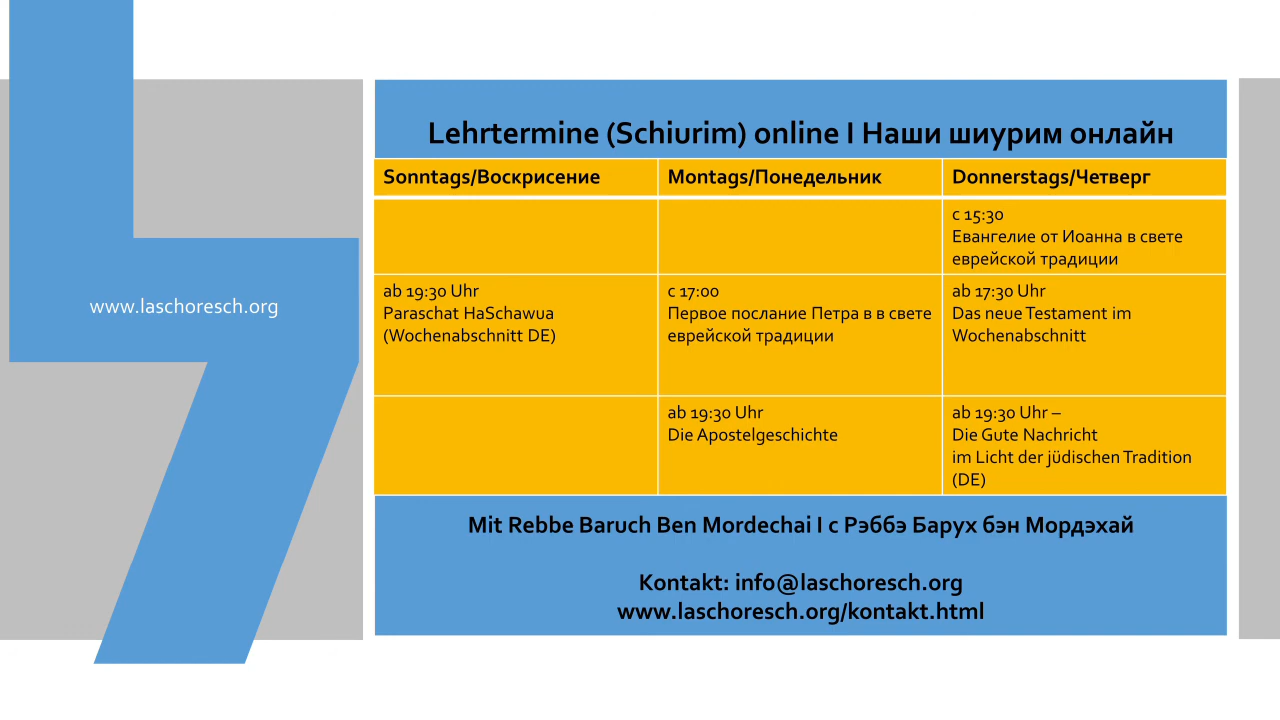 www.laschoresch.org
Lehrtermine (Schiurim) online I Наши шиурим онлайн
Sonntags/Воскрисение
Montags/Понедельник
Donnerstags/Четверг
с 15:30
Евангелие от Иоанна в свете
еврейской традиции
ab 19:30 Uhr
Paraschat HaSchawua
(Wochenabschnitt DE)
с 17:00
Первое послание Петра в в свете
еврейской традиции
ab 17:30 Uhr
Das neue Testament im
Wochenabschnitt
ab 19:30 Uhr
Die Apostelgeschichte
ab 19:30 Uhr –
Die Gute Nachricht
im Licht der jüdischen Tradition
(DE)
Mit Rebbe Baruch Ben Mordechai I с Рэббэ Барух бэн Мордэхай
Kontakt: info@laschoresch.org
www.laschoresch.org/kontakt.html